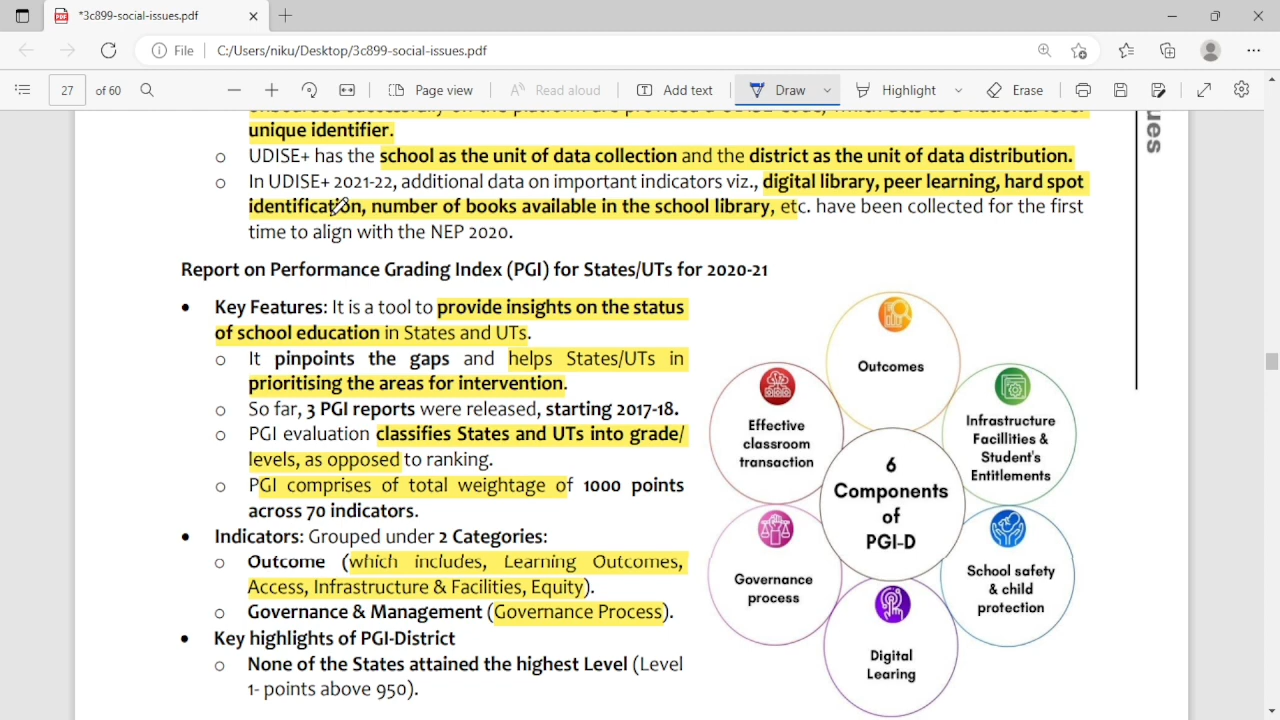 *3c899-social-issues.pdf
File
C:/Users/niku/Desktop/3c899-social-issues.pdf
27
of 60
Page view
Read aloud
Add text
Draw
Highlight
Erase
unique identifier.
UDISE+ has the school as the unit of data collection and the district as the unit of data distribution.
In UDISE+ 2021-22, additional data on important indicators viz., digital library, peer learning, hard spot
identification, number of books available in the school library, etc. have been collected for the first
time to align with the NEP 2020.
Report on Performance Grading Index (PGI) for States/UTs for 2020-21
• Key Features: It is a tool to provide insights on the status
of school education in States and UTs.
It pinpoints the gaps and helps States/UTs in
prioritising the areas for intervention.
So far, 3 PGI reports were released, starting 2017-18.
PGI evaluation classifies States and UTs into grade/
levels, as opposed to ranking.
PGI comprises of total weightage of 1000 points
across 70 indicators.
• Indicators: Grouped under 2 Categories:
Outcome (which includes, Learning Outcomes,
Access, Infrastructure & Facilities, Equity).
Governance & Management (Governance Process).
• Key highlights of PGI-District
None of the States attained the highest Level (Level
1- points above 950).
Outcomes
Effective
classroom
transaction
Infrastructure
Facillities &
Student's
Entitlements
6
Components
of
PGI-D
Governance
process
School safety
& child
protection
Digital
Learing
ues